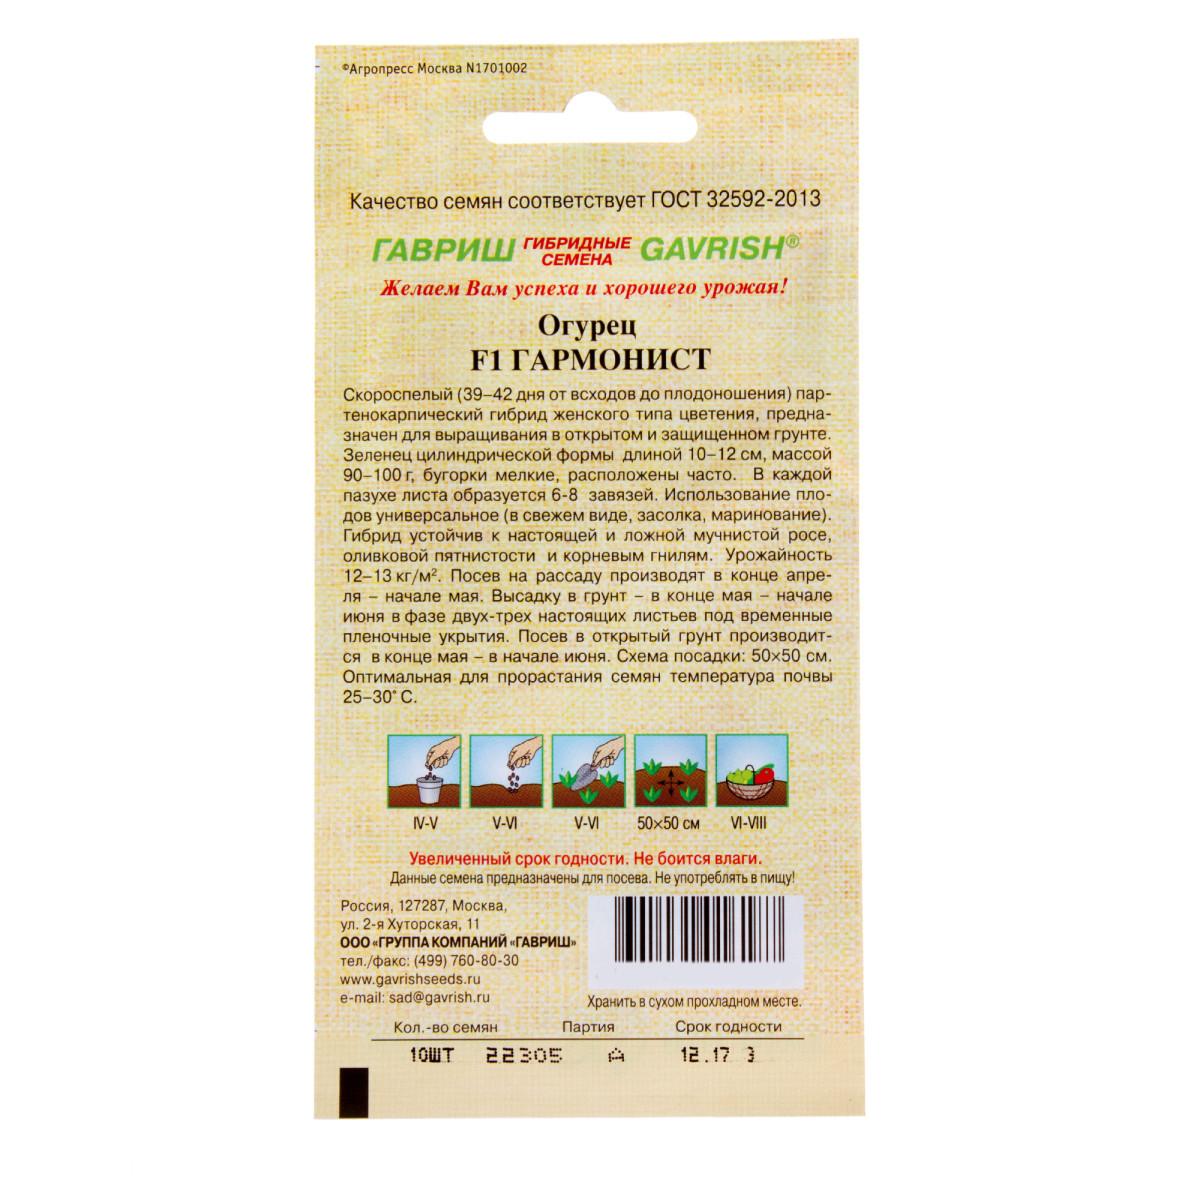 ©Агропресс Москва N1701002
Качество семян соответствует ГОСТ 32592-2013
ГАВРИШ ГИБРИДНЫЕ СЕМЕНА GAVRISH®
Желаем Вам успеха и хорошего урожая!
Огурец
F1 ГАРМОНИСТ
Скороспелый (39–42 дня от всходов до плодоношения) пар-
тенокарпический гибрид женского типа цветения, предна-
значен для выращивания в открытом и защищенном грунте.
Зеленец цилиндрической формы длиной 10–12 см, массой
90–100 г, бугорки мелкие, расположены часто. В каждой
пазухе листа образуется 6-8 завязей. Использование пло-
дов универсальное (в свежем виде, засолка, маринование).
Гибрид устойчив к настоящей и ложной мучнистой росе,
оливковой пятнистости и корневым гнилям. Урожайность
12–13 кг/м². Посев на рассаду производят в конце апре-
ля – начале мая. Высадку в грунт – в конце мая – начале
июня в фазе двух-трех настоящих листьев под временные
пленочные укрытия. Посев в открытый грунт производит-
ся в конце мая – в начале июня. Схема посадки: 50×50 см.
Оптимальная для прорастания семян температура почвы
25–30° С.
IV-V V-VI V-VI 50×50 см VI-VIII
Увеличенный срок годности. Не боится влаги.
Данные семена предназначены для посева. Не употреблять в пищу!
Россия, 127287, Москва,
ул. 2-я Хуторская, 11
ООО «ГРУППА КОМПАНИЙ «ГАВРИШ»
тел./факс: (499) 760-80-30
www.gavrishseeds.ru
e-mail: sad@gavrish.ru
Хранить в сухом прохладном месте.
Кол.-во семян Партия Срок годности
10ШТ 22305 А 12.17 3